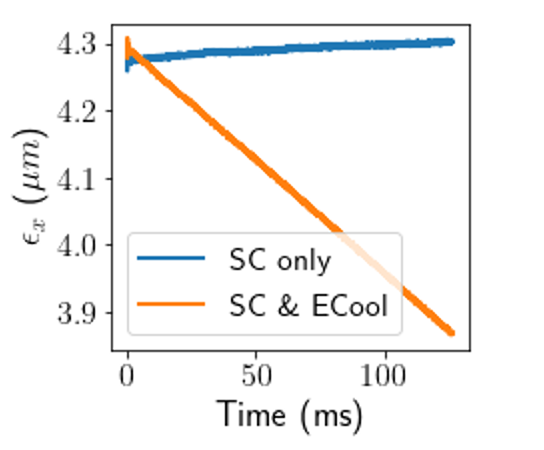 4.3
4.2
4.1
4.0
3.9
ϵx (μm)
SC only
SC & ECool
0 50 100
Time (ms)